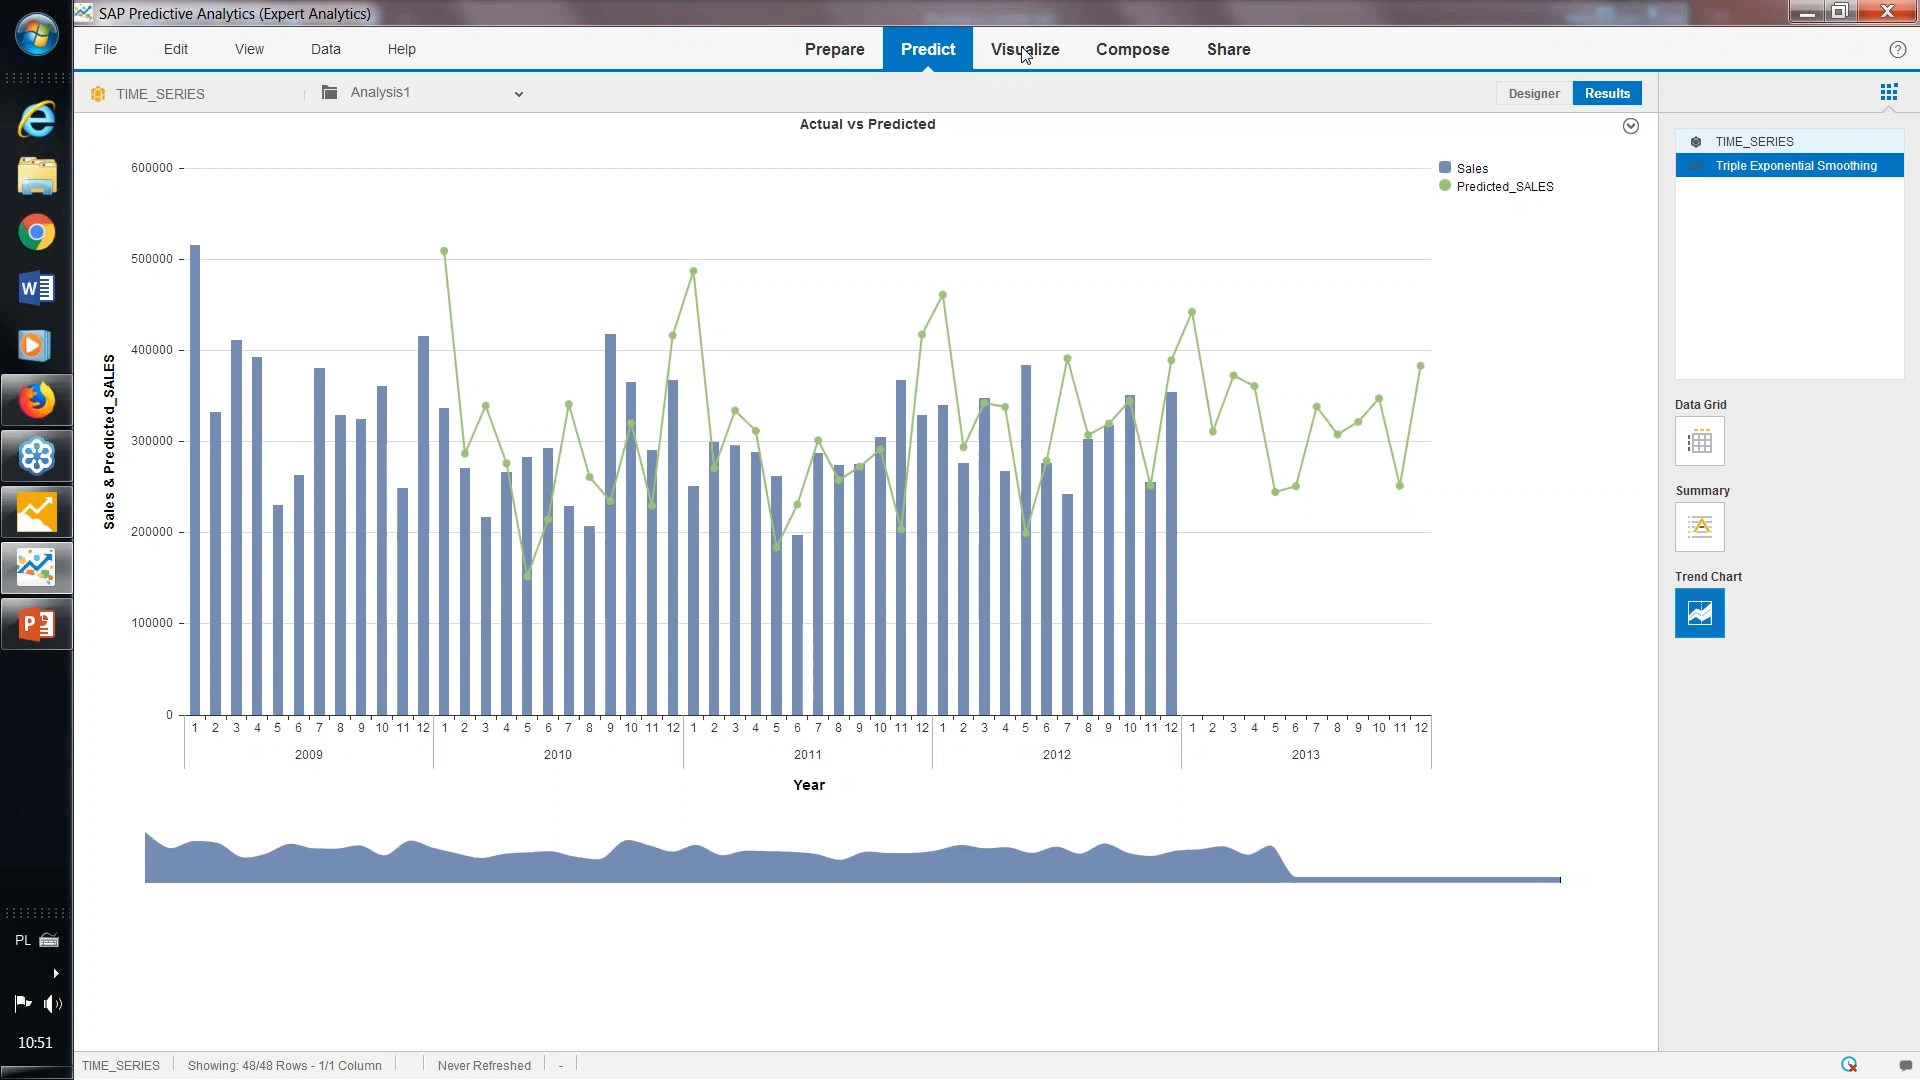 SAP Predictive Analytics (Expert Analytics)
File Edit View Data Help Prepare Predict Visualize Compose Share ?
TIME_SERIES Analysis1 Designer Results
Actual vs Predicted
Sales
Predicted_SALES
600000
500000
400000
300000
200000
100000
0
Sales & Predicted_SALES
1 2 3 4 5 6 7 8 9 10 11 12 1 2 3 4 5 6 7 8 9 10 11 12 1 2 3 4 5 6 7 8 9 10 11 12 1 2 3 4 5 6 7 8 9 10 11 12 1 2 3 4 5 6 7 8 9 10 11 12
2009 2010 2011 2012 2013
Year
TIME_SERIES
Triple Exponential Smoothing
Data Grid
Summary
Trend Chart
W
P
PL
10:51
TIME_SERIES Showing: 48/48 Rows - 1/1 Column Never Refreshed -